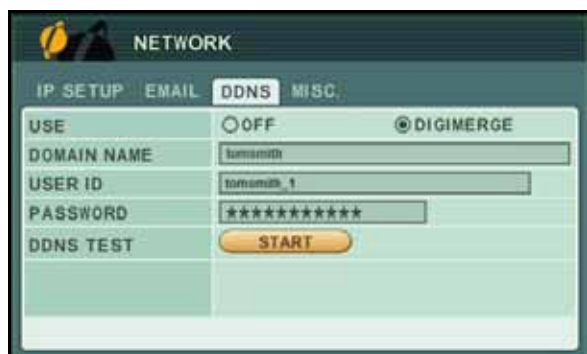 NETWORK
IP SETUP EMAIL DDNS MISC.
USE OFF DIGIMERGE
DOMAIN NAME tomsmith
USER ID tomsmith_1
PASSWORD ***********
DDNS TEST START